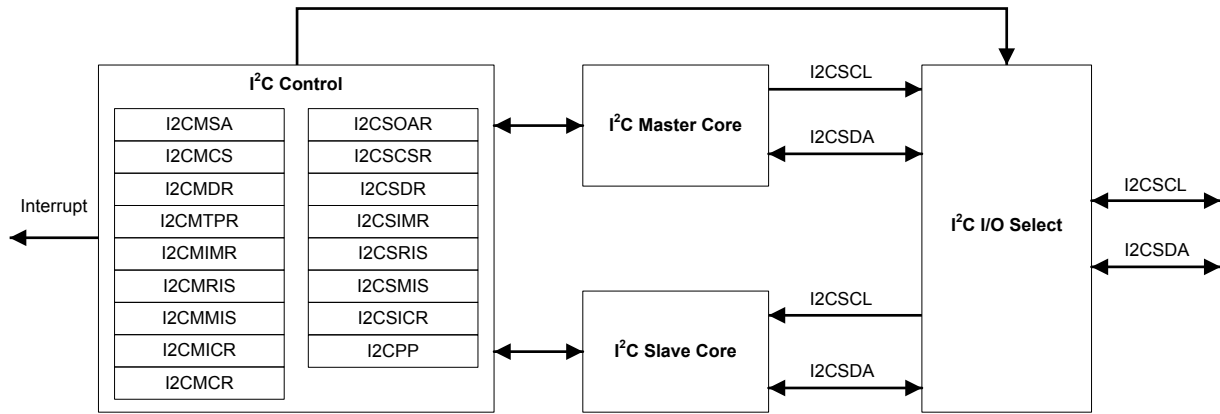 I²C Control
I2CMSA
I2CMCS
I2CMDR
I2CMTPR
I2CMIMR
I2CMRIS
I2CMMIS
I2CMICR
I2CMCR
I2CSOAR
I2CSCSR
I2CSDR
I2CSIMR
I2CSRIS
I2CSMIS
I2CSICR
I2CPP
Interrupt
I²C Master Core
I2CSCL
I2CSDA
I²C Slave Core
I2CSCL
I2CSDA
I²C I/O Select
I2CSCL
I2CSDA